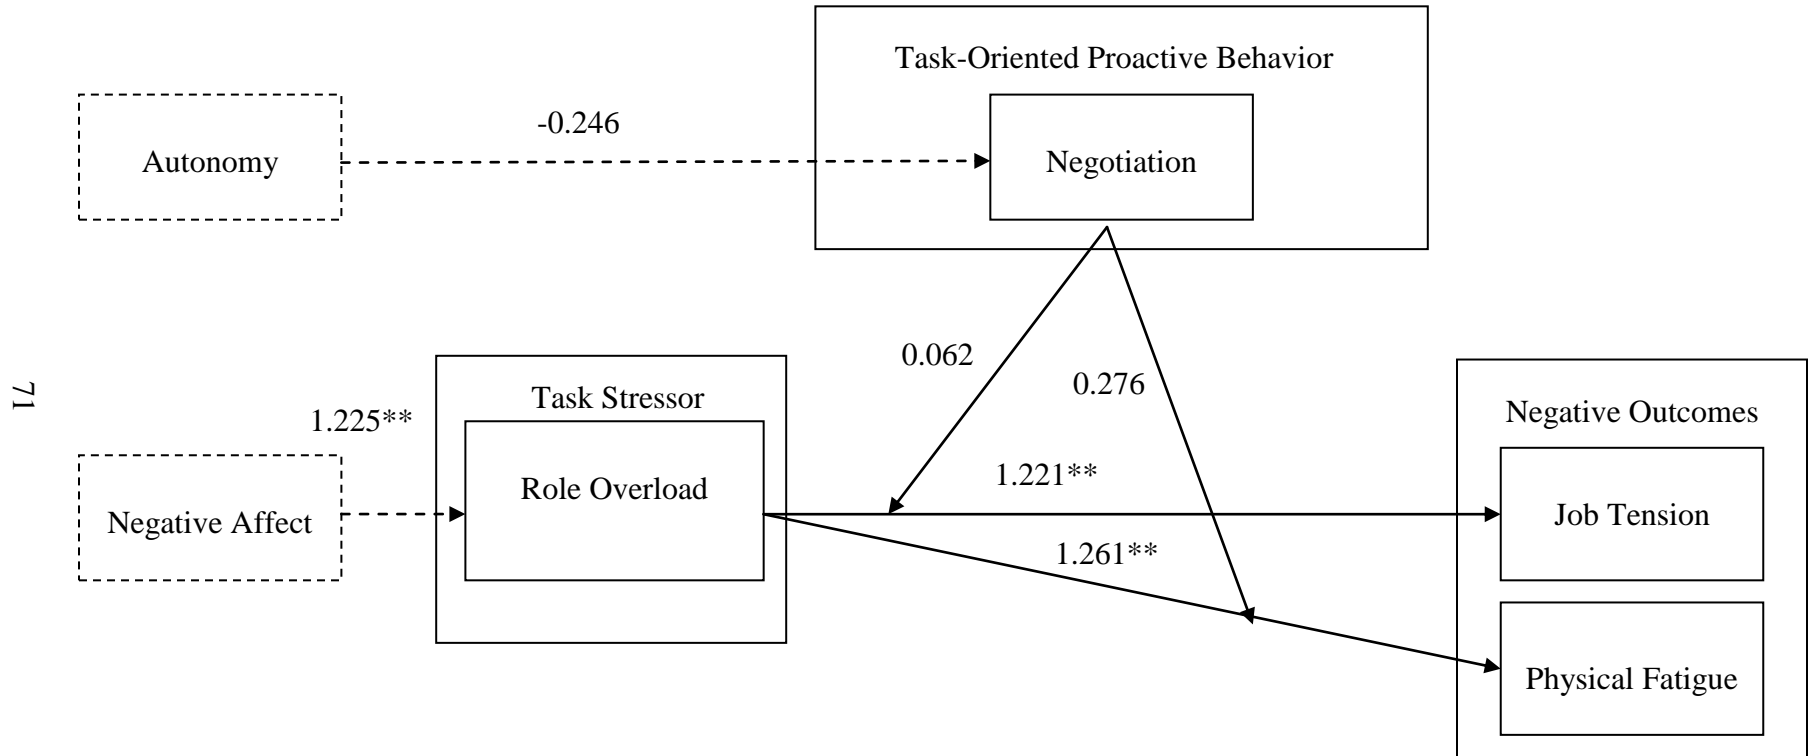 Task-Oriented Proactive Behavior
-0.246
Autonomy
Negotiation
0.062
0.276
71
Task Stressor
1.225**
Negative Outcomes
Role Overload
1.221**
Negative Affect
Job Tension
1.261**
Physical Fatigue